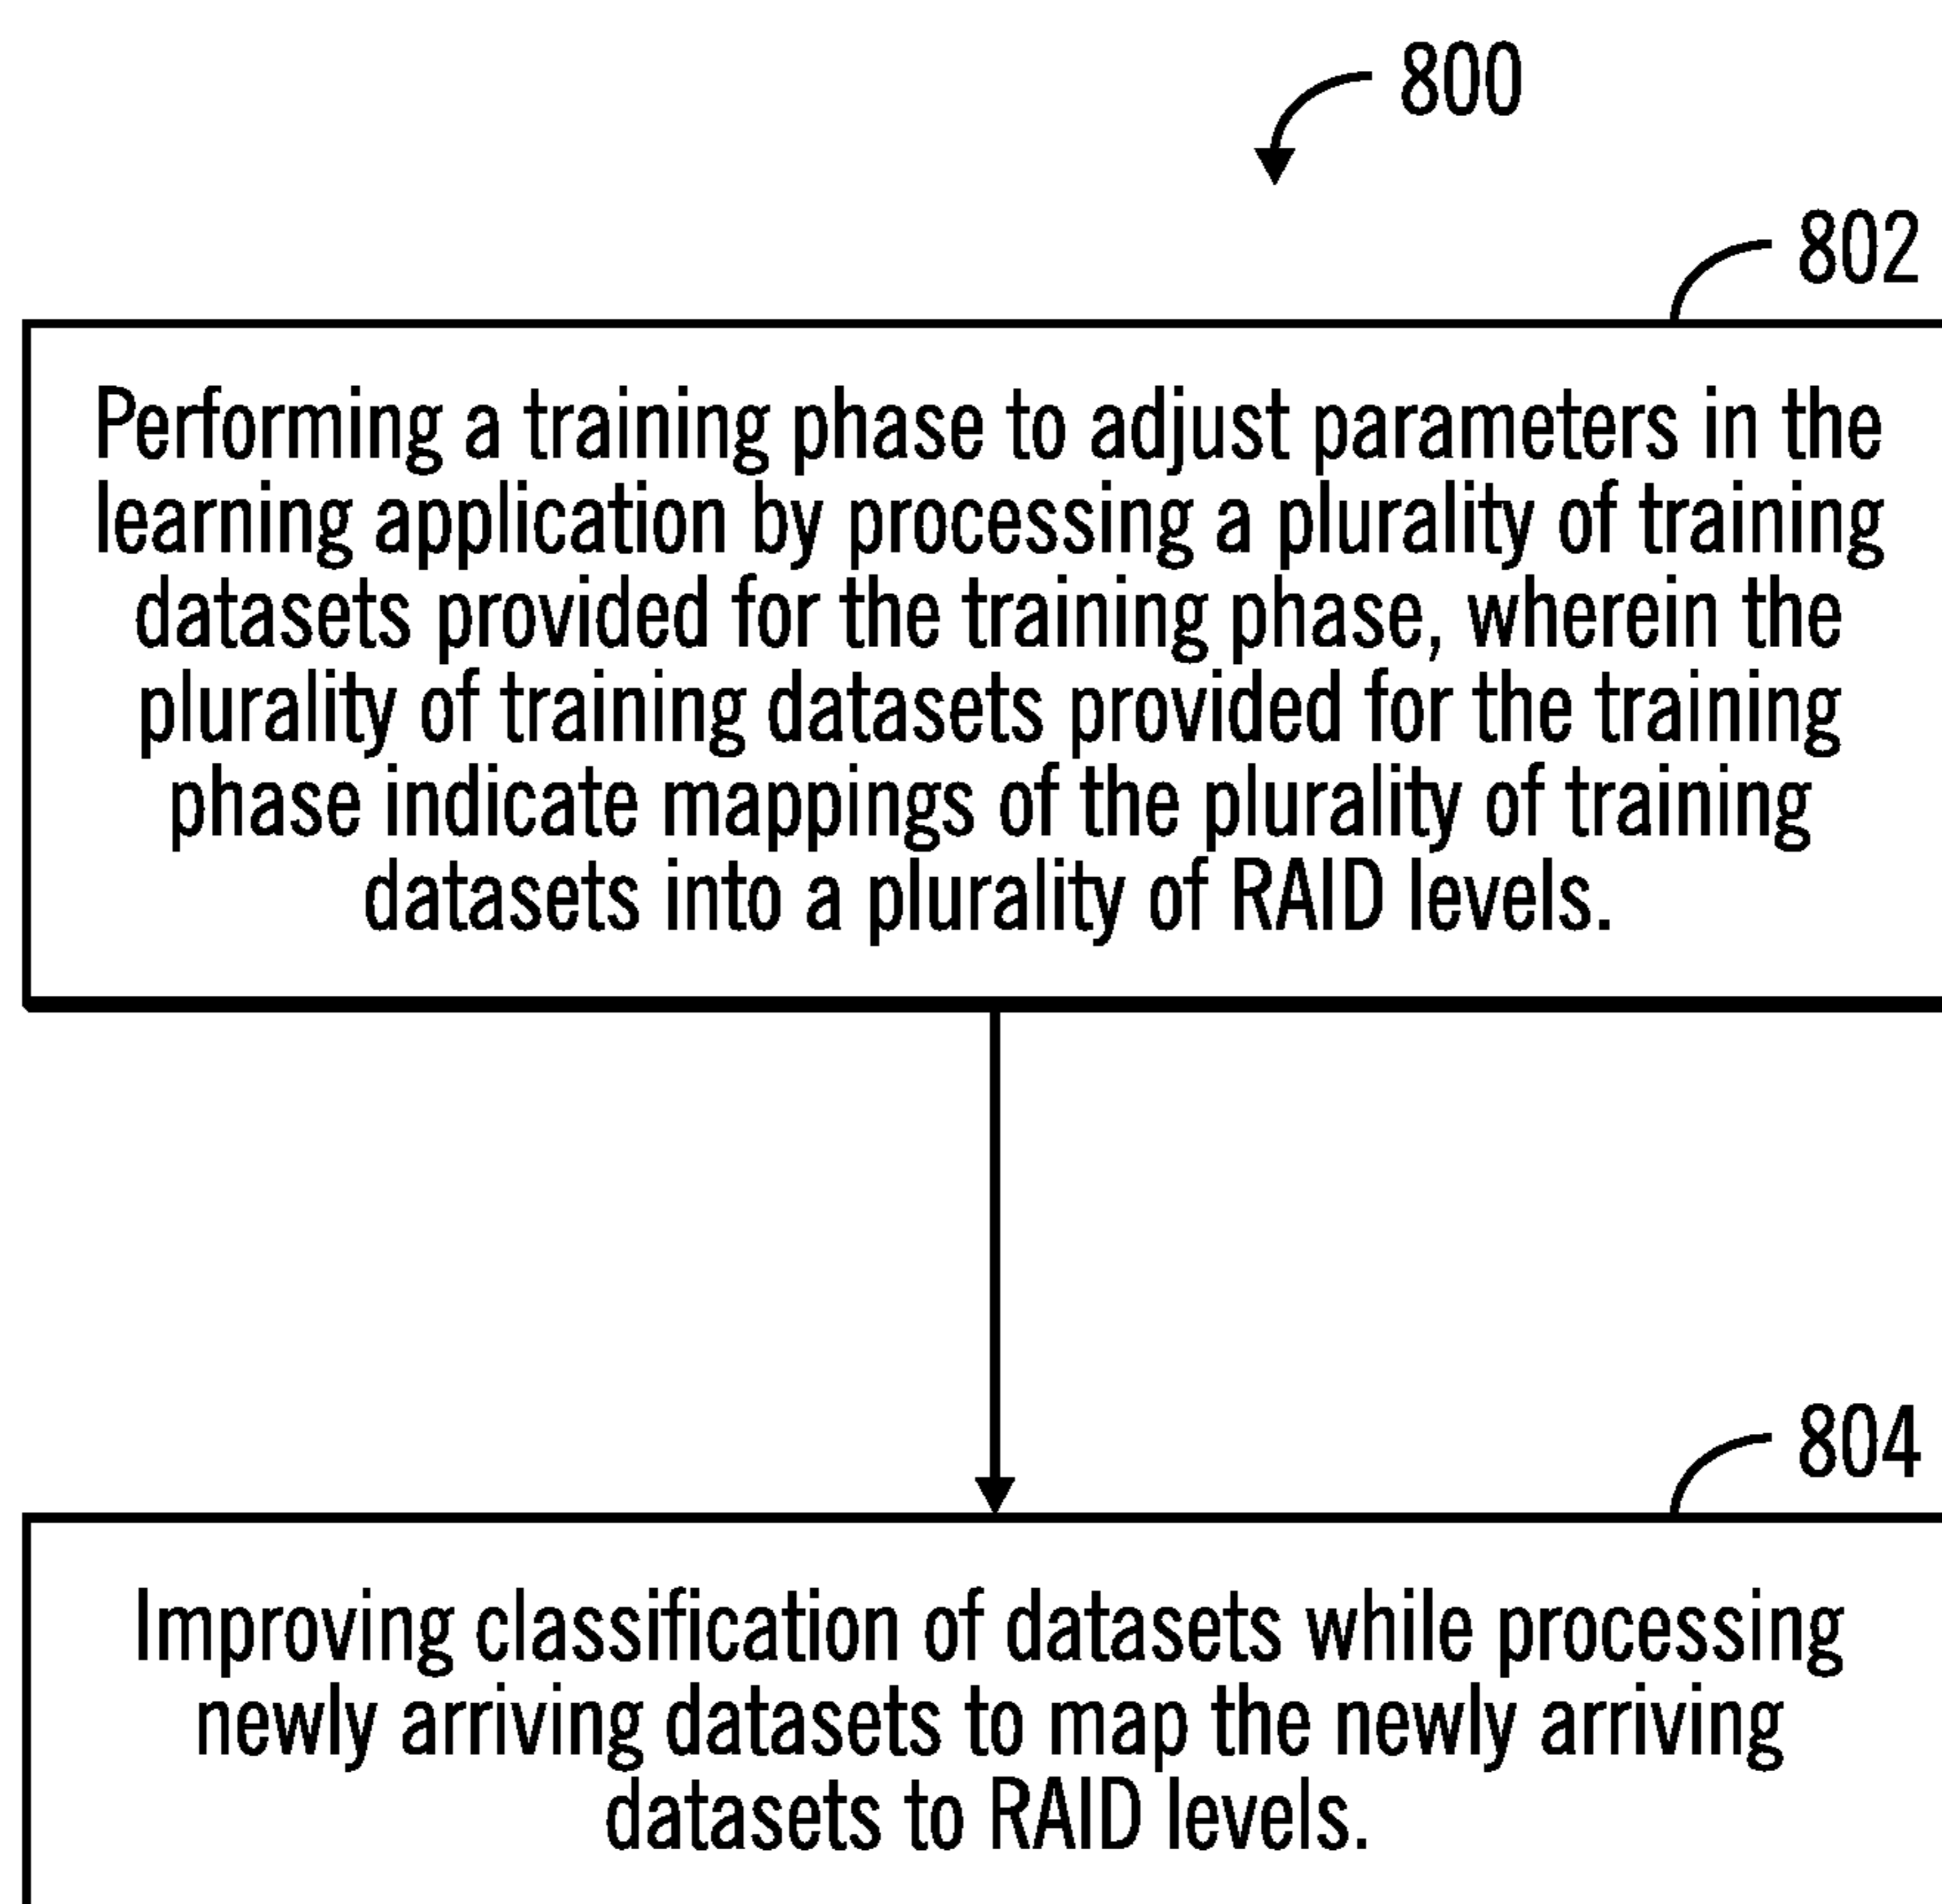 800
802
Performing a training phase to adjust parameters in the
learning application by processing a plurality of training
datasets provided for the training phase, wherein the
plurality of training datasets provided for the training
phase indicate mappings of the plurality of training
datasets into a plurality of RAID levels.
804
Improving classification of datasets while processing
newly arriving datasets to map the newly arriving
datasets to RAID levels.